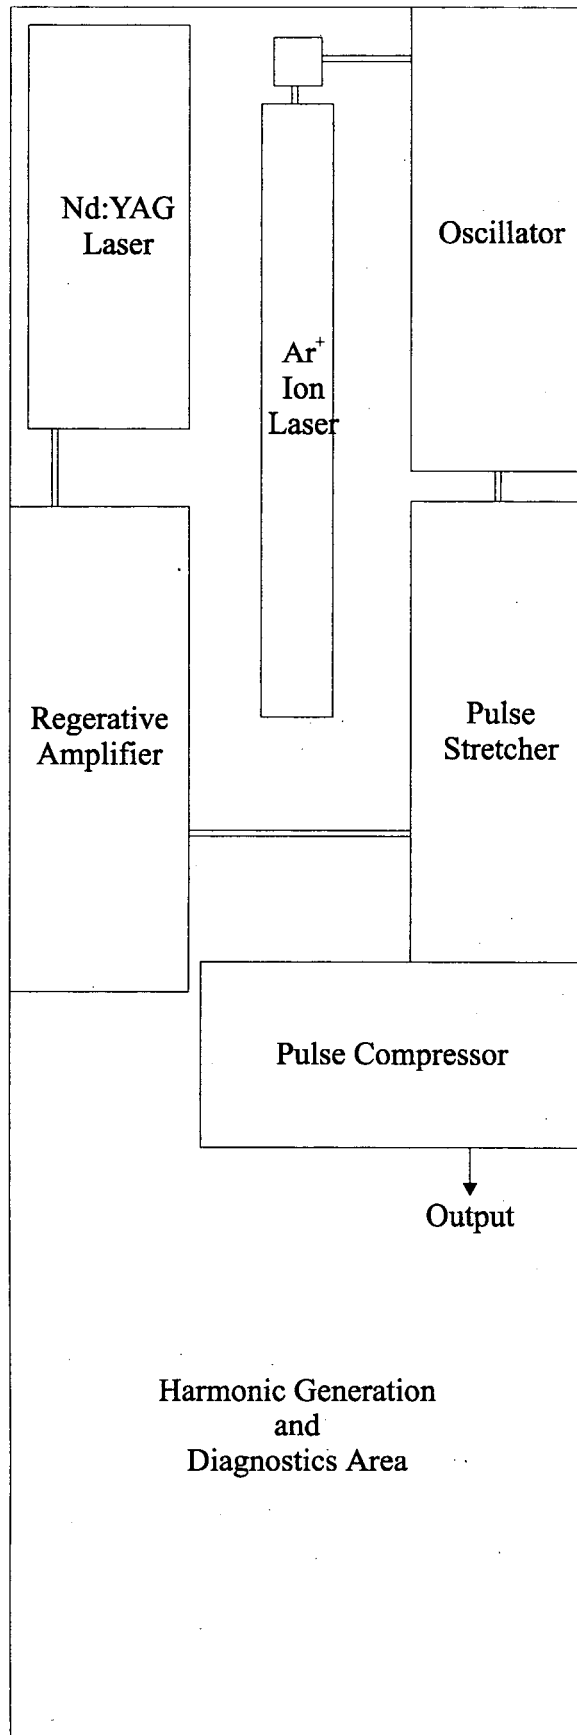 Nd:YAG
Laser
Oscillator
Ar+
Ion
Laser
Regerative
Amplifier
Pulse
Stretcher
Pulse Compressor
Output
Harmonic Generation
and
Diagnostics Area